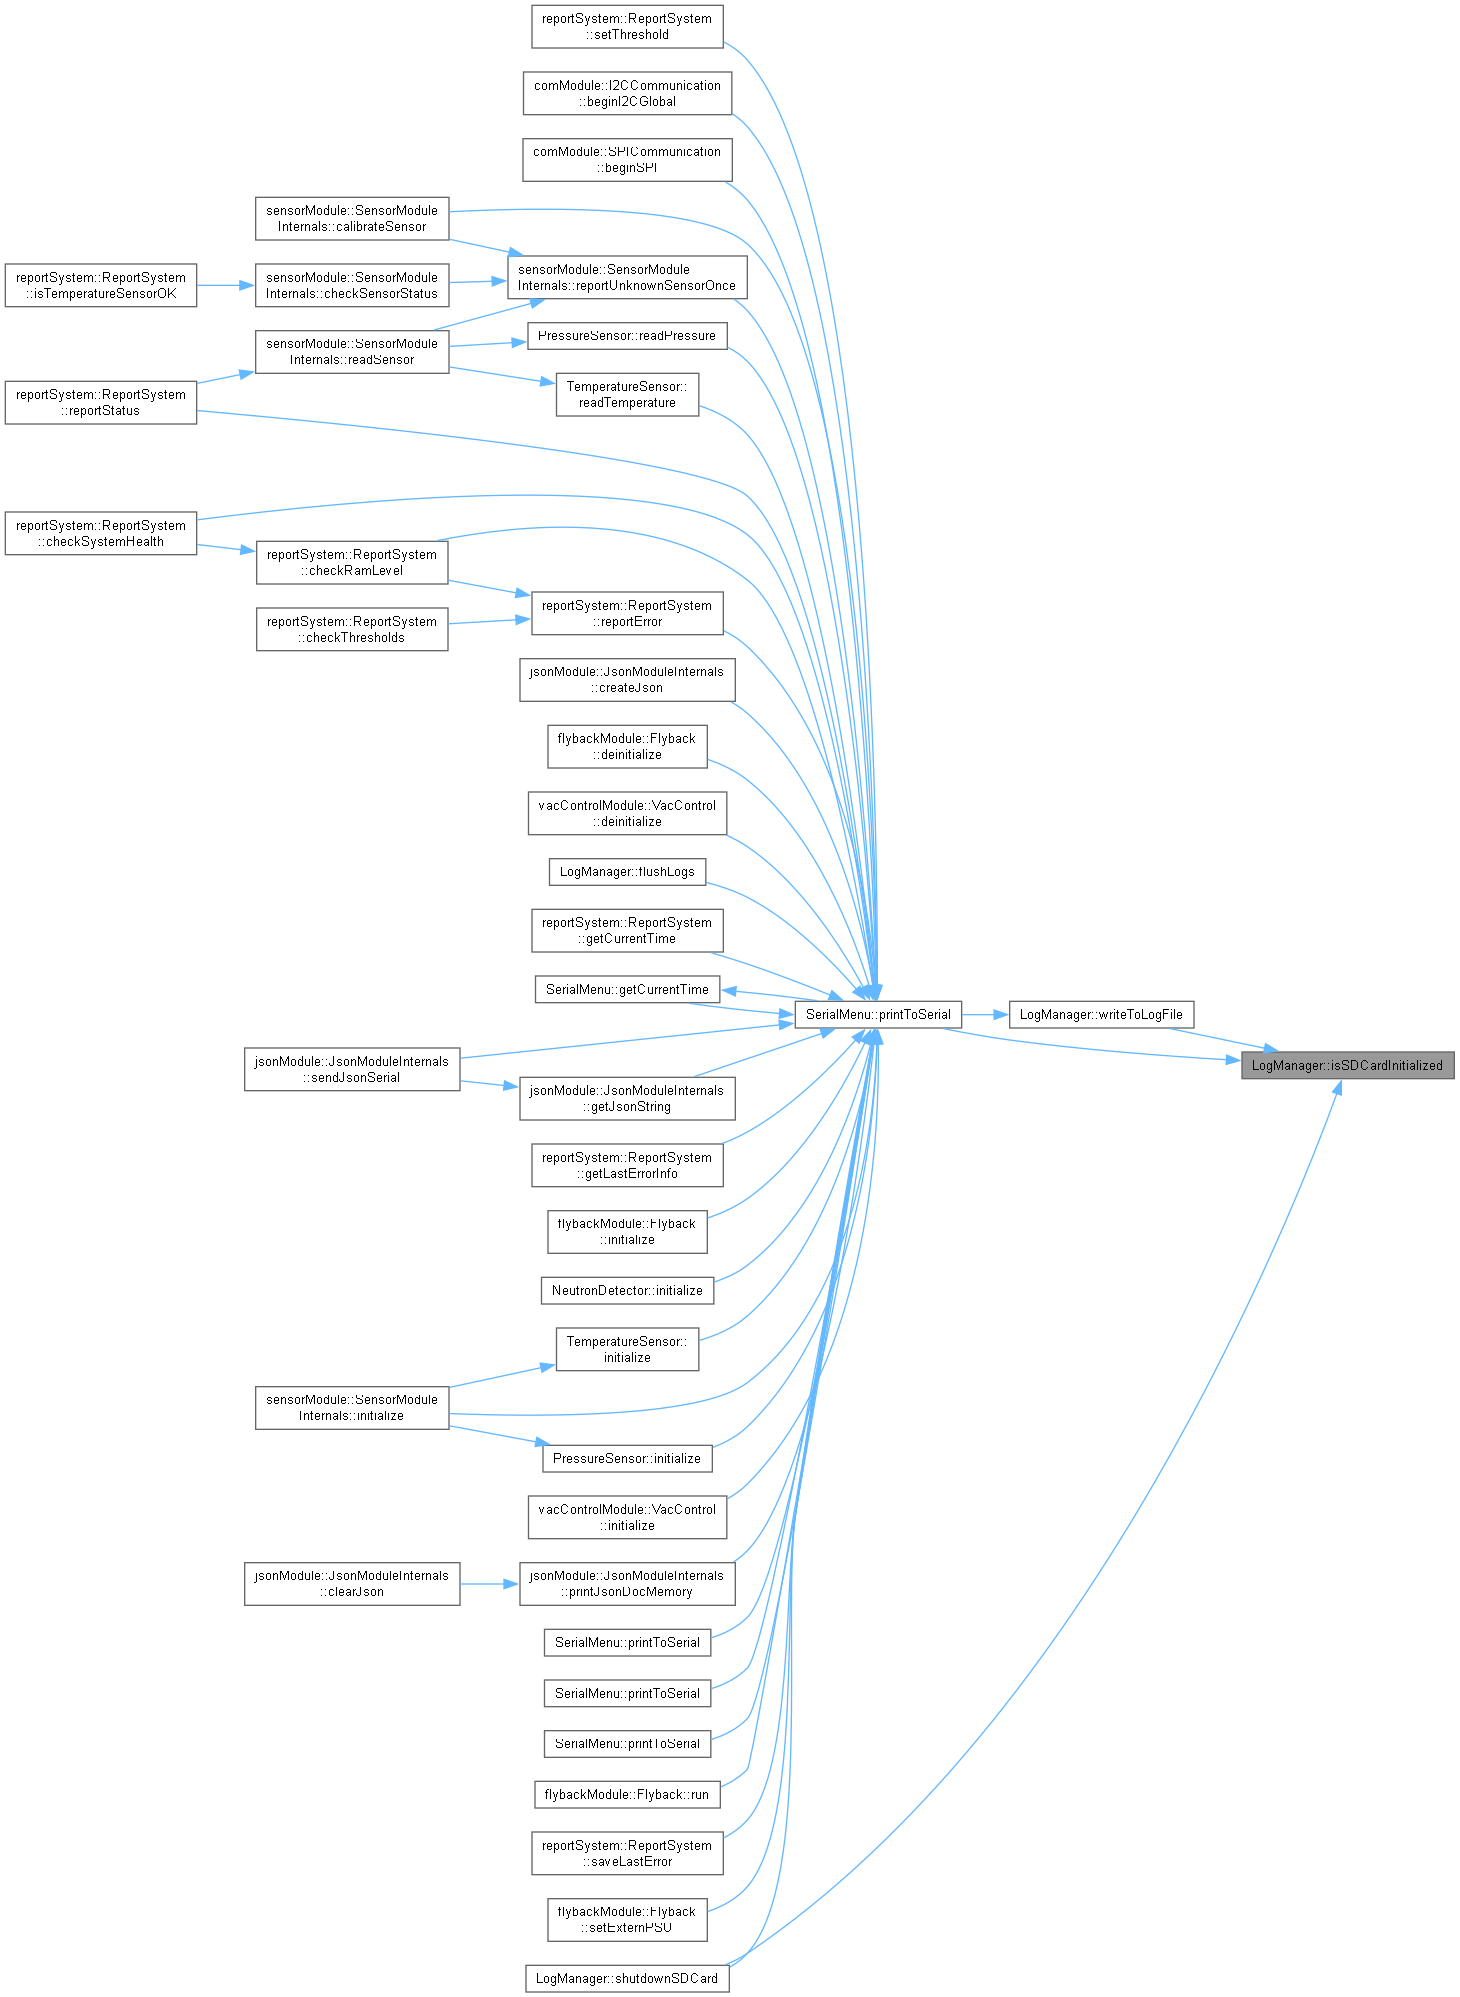 reportSystem::ReportSystem
::setThreshold
comModule::I2CCommunication
::beginI2CGlobal
comModule::SPICommunication
::beginSPI
sensorModule::SensorModule
Internals::calibrateSensor
sensorModule::SensorModule
Internals::reportUnknownSensorOnce
reportSystem::ReportSystem
::isTemperatureSensorOK
sensorModule::SensorModule
Internals::checkSensorStatus
sensorModule::SensorModule
Internals::readSensor
PressureSensor::readPressure
reportSystem::ReportSystem
::reportStatus
TemperatureSensor::
readTemperature
reportSystem::ReportSystem
::checkSystemHealth
reportSystem::ReportSystem
::checkRamLevel
reportSystem::ReportSystem
::checkThresholds
reportSystem::ReportSystem
::reportError
jsonModule::JsonModuleInternals
::createJson
flybackModule::Flyback
::deinitialize
vacControlModule::VacControl
::deinitialize
LogManager::flushLogs
reportSystem::ReportSystem
::getCurrentTime
SerialMenu::getCurrentTime
SerialMenu::printToSerial
LogManager::writeToLogFile
LogManager::isSDCardInitialized
jsonModule::JsonModuleInternals
::sendJsonSerial
jsonModule::JsonModuleInternals
::getJsonString
reportSystem::ReportSystem
::getLastErrorInfo
flybackModule::Flyback
::initialize
NeutronDetector::initialize
TemperatureSensor::
initialize
sensorModule::SensorModule
Internals::initialize
PressureSensor::initialize
vacControlModule::VacControl
::initialize
jsonModule::JsonModuleInternals
::clearJson
jsonModule::JsonModuleInternals
::printJsonDocMemory
SerialMenu::printToSerial
SerialMenu::printToSerial
SerialMenu::printToSerial
flybackModule::Flyback::run
reportSystem::ReportSystem
::saveLastError
flybackModule::Flyback
::setExternPSU
LogManager::shutdownSDCard